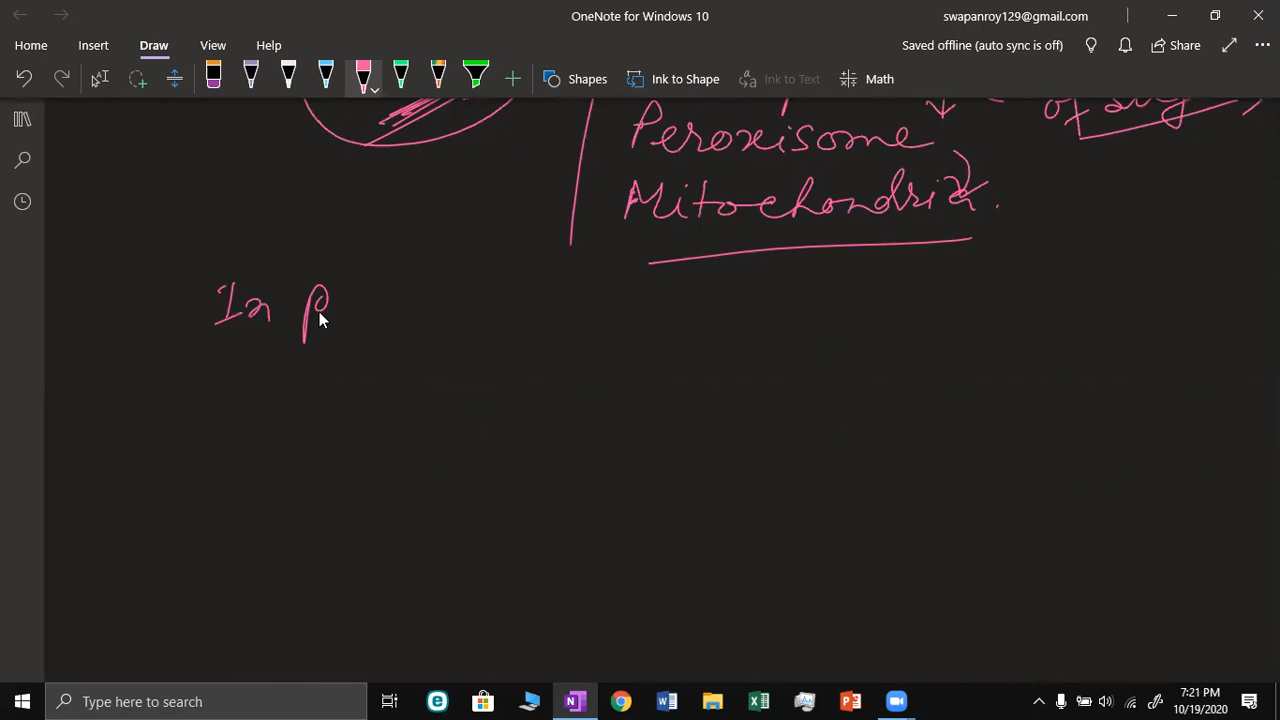 OneNote for Windows 10
swapanroy129@gmail.com
Home
Insert
Draw
View
Help
Saved offline (auto sync is off)
Share
Shapes
Ink to Shape
Ink to Text
Math
of
Peroxisome
Mitochondria.
In p
Type here to search
7:21 PM
10/19/2020